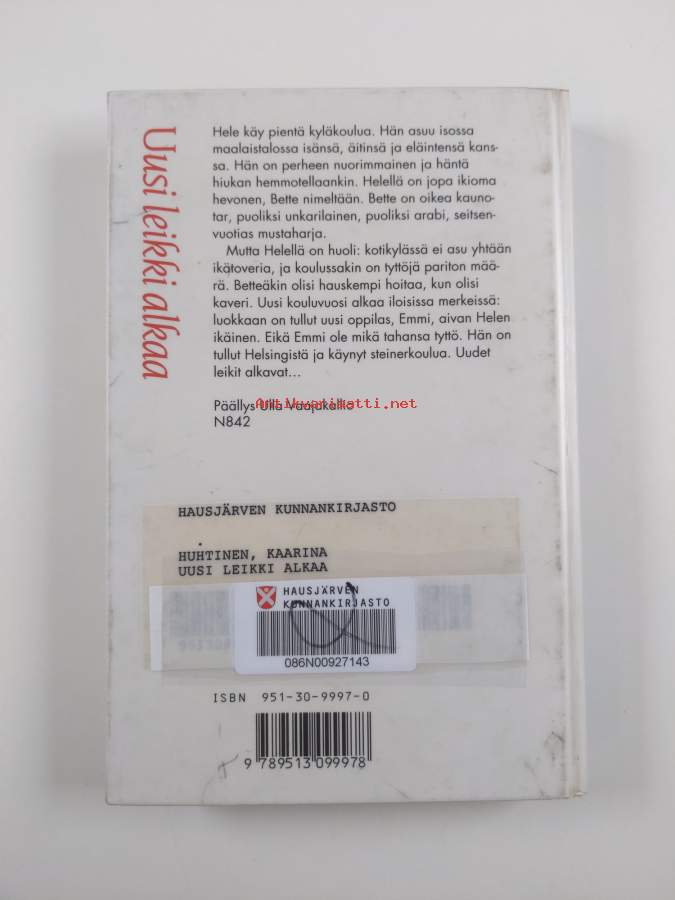 Uusi leikki alkaa
Hele käy pientä kyläkoulua. Hän asuu isossa
maalaistalossa isänsä, äitinsä ja eläintensä kans-
sa. Hän on perheen nuorimmainen ja häntä
hiukan hemmotellaankin. Helellä on jopa ikioma
hevonen, Bette nimeltään. Bette on oikea kauno-
tar, puoliksi unkarilainen, puoliksi arabi, seitsen-
vuotias mustaharja.
Mutta Helellä on huoli: kotikylässä ei asu yhtään
ikätoveria, ja koulussakin on tyttöjä pariton mää-
rä. Betteäkin olisi hauskempi hoitaa, kun olisi
kaveri. Uusi kouluvuosi alkaa iloisissa merkeissä:
luokkaan on tullut uusi oppilas, Emmi, aivan Helen
ikäinen. Eikä Emmi ole mikä tahansa tyttö. Hän on
tullut Helsingistä ja käynyt steinerkoulua. Uudet
leikit alkavat...
Päällys Ulla Vaajakallio
Antikvariaatti.net
N842
HAUSJÄRVEN KUNNANKIRJASTO
HUHTINEN, KAARINA
UUSI LEIKKI ALKAA
HAUSJÄRVEN
KUNNANKIRJASTO
086N00927143
ISBN 951-30-9997-0
9 789513 099978